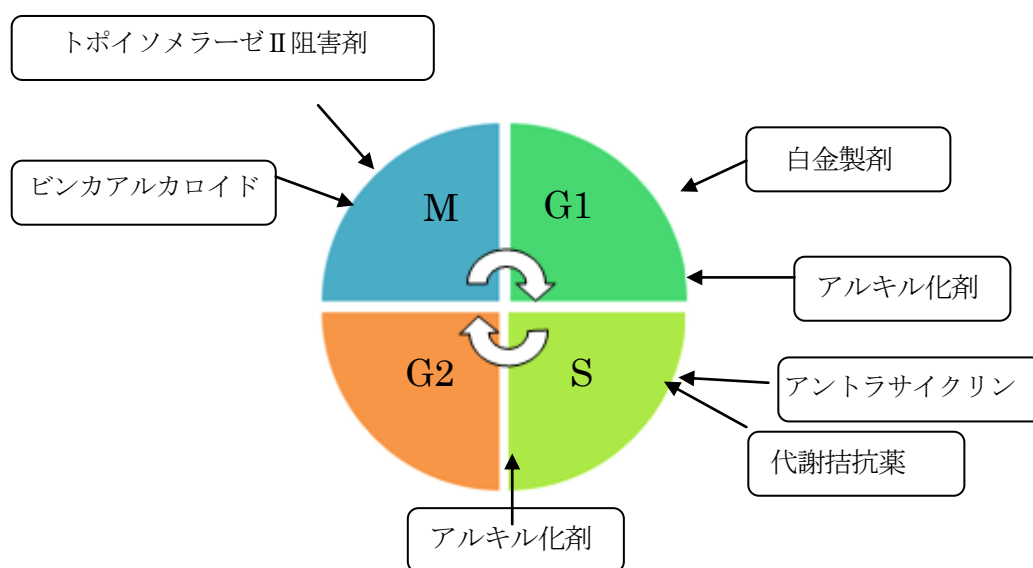 トポイソメラーゼⅡ阻害剤
白金製剤
ビンカアルカロイド
M
G1
アルキル化剤
G2
S
アントラサイクリン
代謝拮抗薬
アルキル化剤